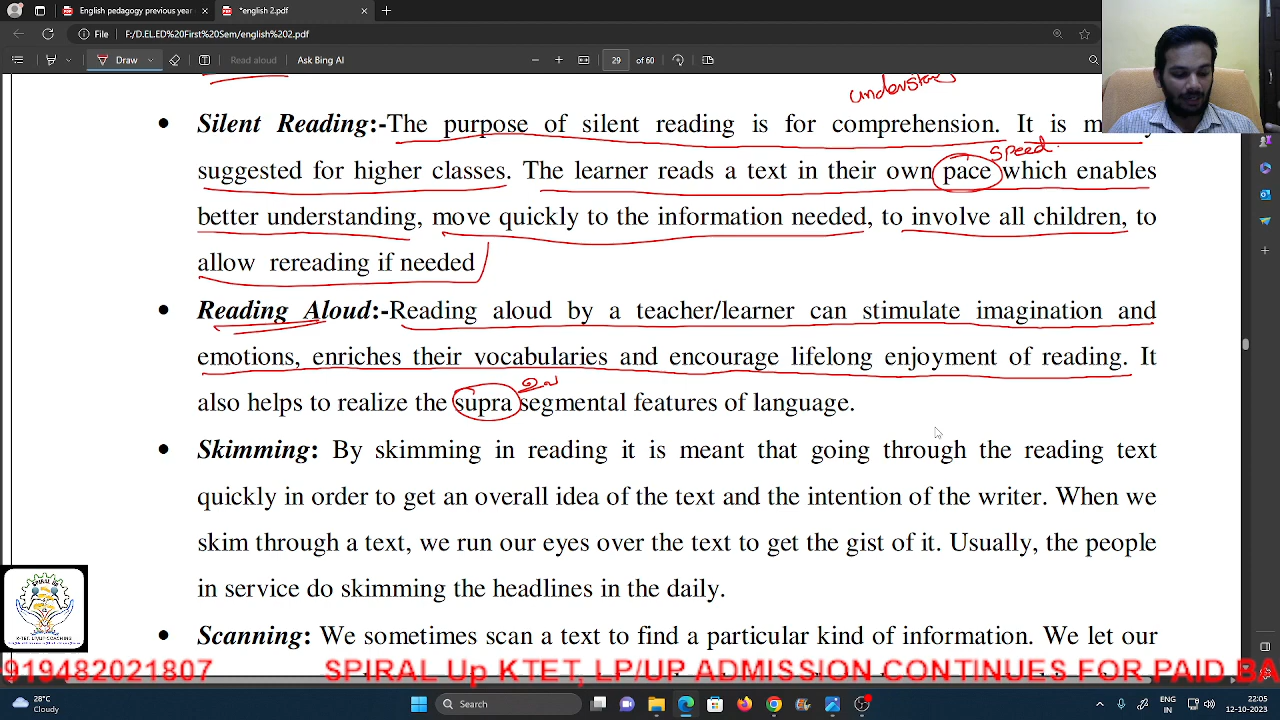 English pedagogy previous year
*english 2.pdf
File
F:/D.EL.ED%20First%20Sem/english%202.pdf
Draw
Read aloud
Ask Bing AI
29 of 60
understand
• Silent Reading:-The purpose of silent reading is for comprehension. It is
speed.
suggested for higher classes. The learner reads a text in their own pace which enables
better understanding, move quickly to the information needed, to involve all children, to
allow rereading if needed
• Reading Aloud:-Reading aloud by a teacher/learner can stimulate imagination and
emotions, enriches their vocabularies and encourage lifelong enjoyment of reading. It
also helps to realize the supra segmental features of language.
• Skimming: By skimming in reading it is meant that going through the reading text
quickly in order to get an overall idea of the text and the intention of the writer. When we
skim through a text, we run our eyes over the text to get the gist of it. Usually, the people
in service do skimming the headlines in the daily.
• Scanning: We sometimes scan a text to find a particular kind of information. We let our
SPIRAL UP
K-TET, LP/UP COACHING
919482021807 SPIRAL Up KTET, LP/UP ADMISSION CONTINUES FOR PAID BA
28°C
Cloudy
Search
ENG
IN
22:05
12-10-2023